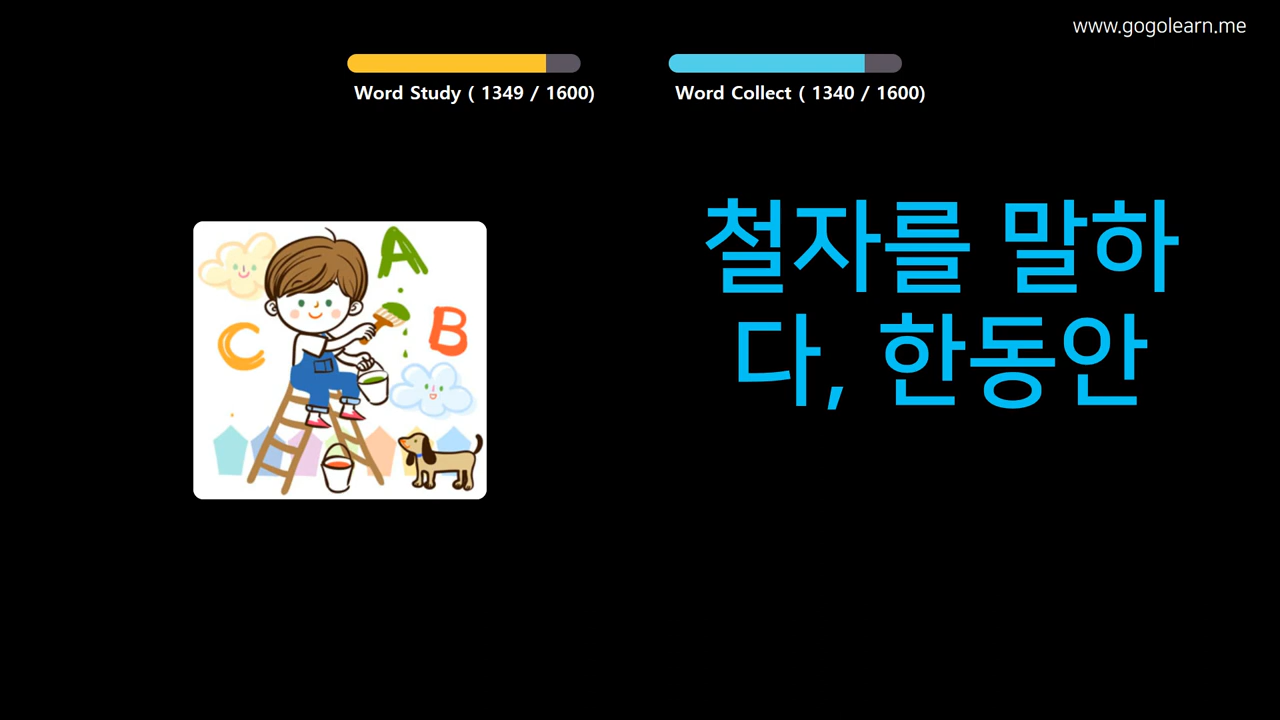 www.gogolearn.me
Word Study ( 1349 / 1600)
Word Collect ( 1340 / 1600)
철자를 말하
다, 한동안
A
B
C